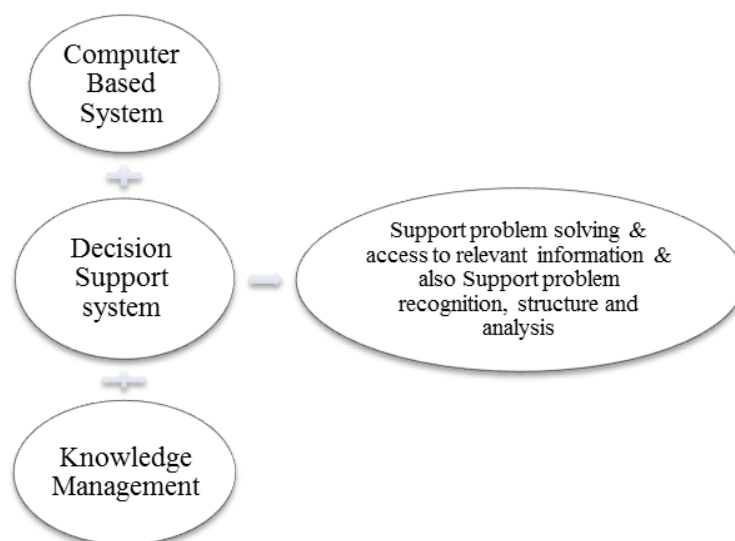 Computer
Based
System
Decision
Support
system
Support problem solving &
access to relevant information &
also Support problem
recognition, structure and
analysis
Knowledge
Management